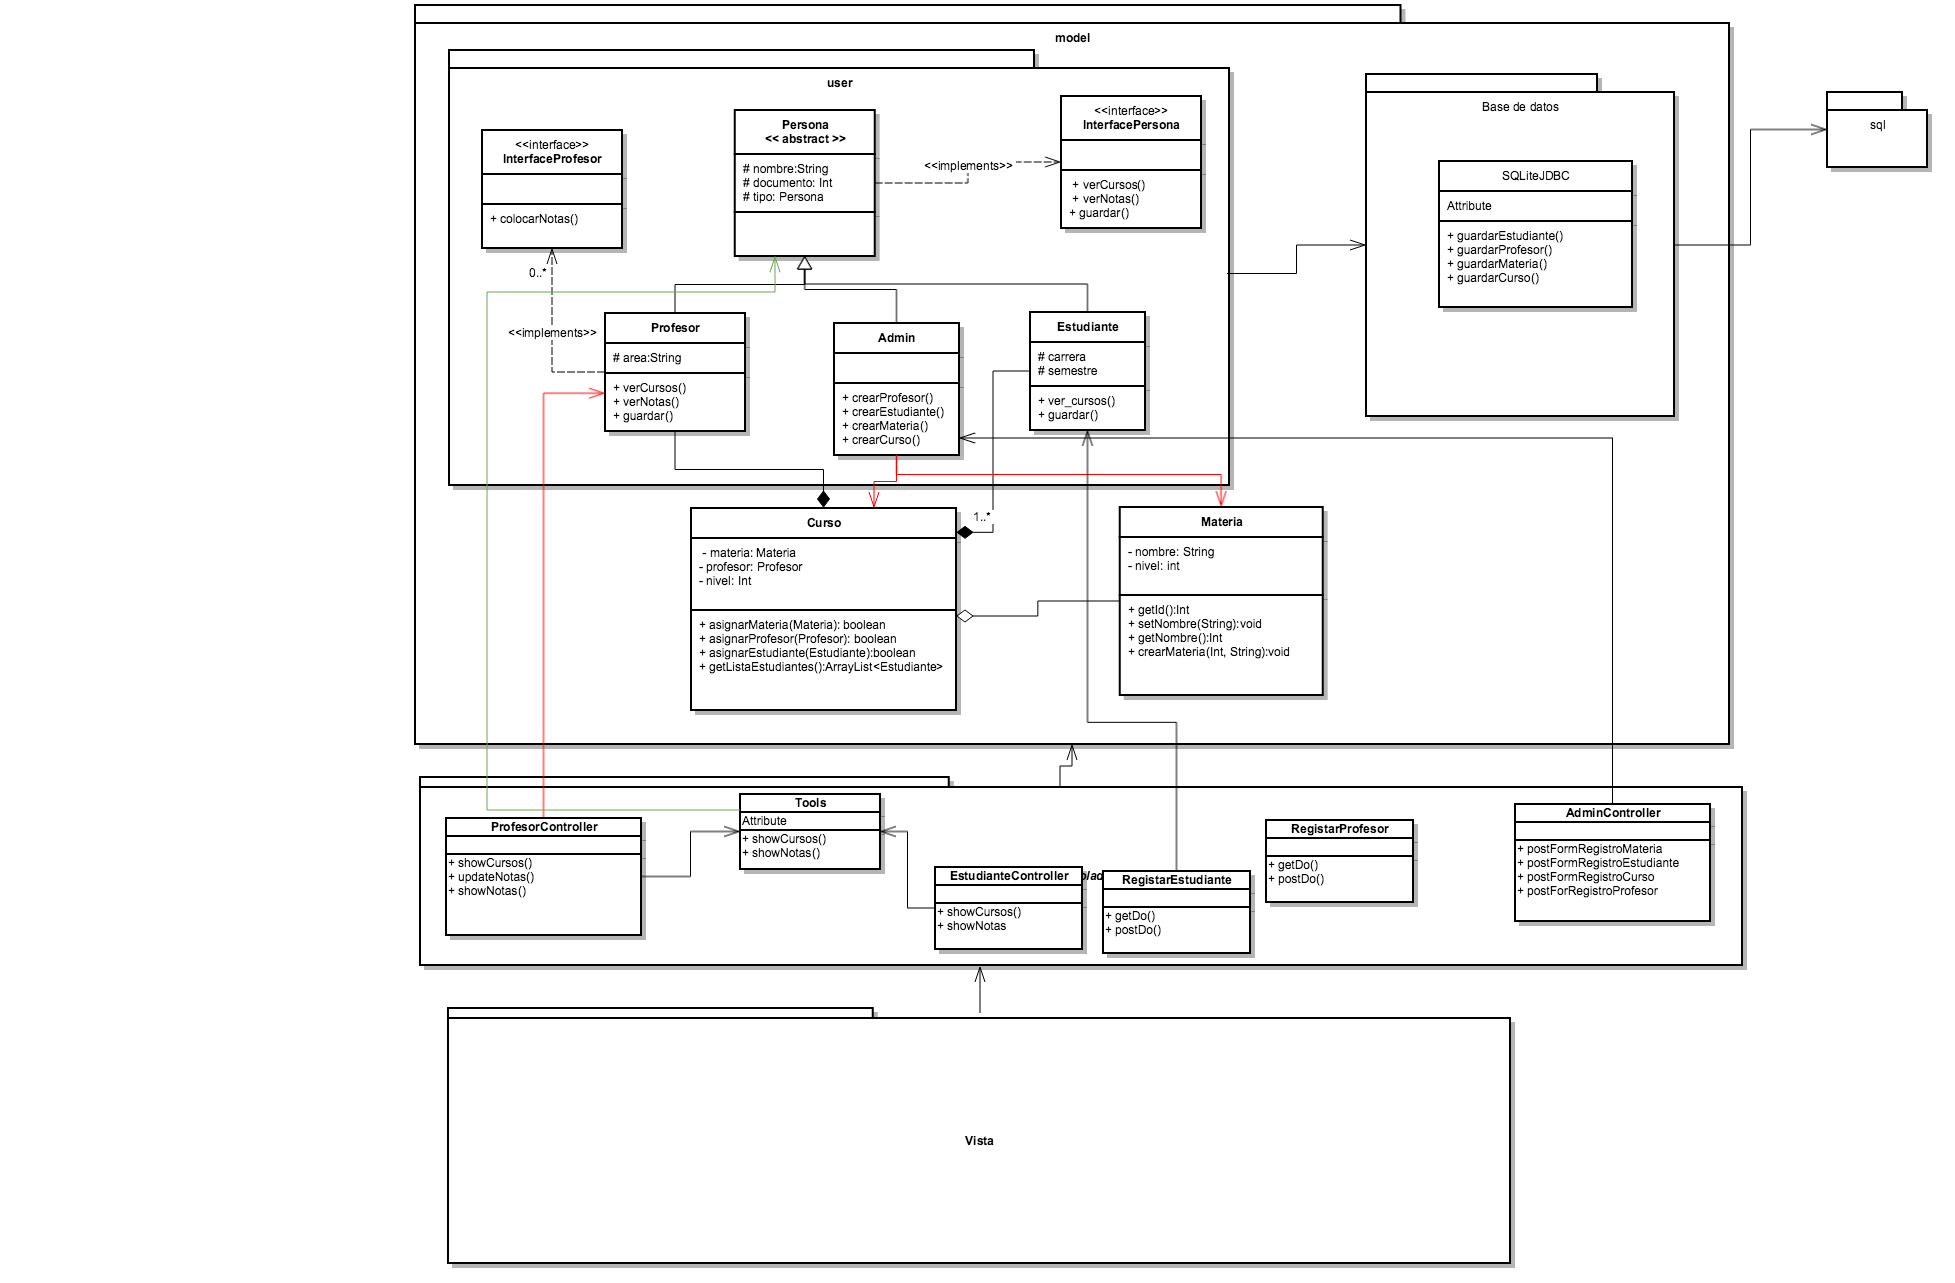 model
user
Base de datos
sql
<<interface>>
InterfaceProfesor
+ colocarNotas()
Persona
<< abstract >>
# nombre:String
# documento: Int
# tipo: Persona
<<implements>>
<<interface>>
InterfacePersona
+ verCursos()
+ verNotas()
+ guardar()
SQLiteJDBC
Attribute
+ guardarEstudiante()
+ guardarProfesor()
+ guardarMateria()
+ guardarCurso()
0..*
<<implements>>
Profesor
# area:String
+ verCursos()
+ verNotas()
+ guardar()
Admin
+ crearProfesor()
+ crearEstudiante()
+ crearMateria()
+ crearCurso()
Estudiante
# carrera
# semestre
+ ver_cursos()
+ guardar()
1..*
Curso
- materia: Materia
- profesor: Profesor
- nivel: Int
+ asignarMateria(Materia): boolean
+ asignarProfesor(Profesor): boolean
+ asignarEstudiante(Estudiante):boolean
+ getListaEstudiantes():ArrayList<Estudiante>
Materia
- nombre: String
- nivel: int
+ getId():Int
+ setNombre(String):void
+ getNombre():Int
+ crearMateria(Int, String):void
ProfesorController
+ showCursos()
+ updateNotas()
+ showNotas()
Tools
Attribute
+ showCursos()
+ showNotas()
EstudianteController
+ showCursos()
+ showNotas
RegistarEstudiante
+ getDo()
+ postDo()
RegistarProfesor
+ getDo()
+ postDo()
AdminController
+ postFormRegistroMateria
+ postFormRegistroEstudiante
+ postFormRegistroCurso
+ postForRegistroProfesor
Vista